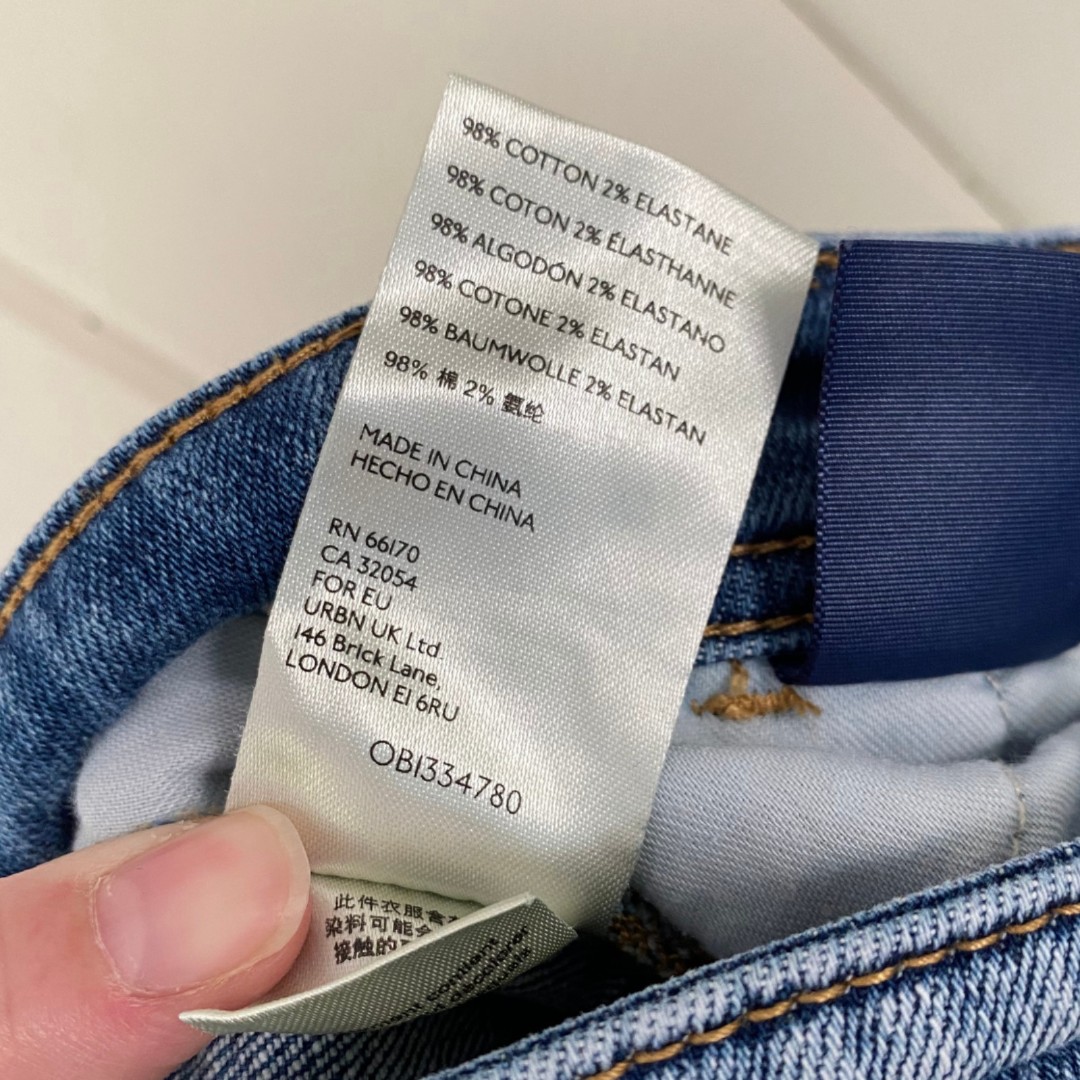 98% COTTON 2% ELASTANE
98% COTON 2% ÉLASTHANNE
98% ALGODÓN 2% ELASTANO
98% COTONE 2% ELASTAN
98% BAUMWOLLE 2% ELASTAN
98% 棉 2% 氨纶
MADE IN CHINA
HECHO EN CHINA
RN 66170
CA 32054
FOR EU
URBN UK Ltd.
146 Brick Lane,
LONDON E1 6RU
OB1334780
此件衣服含
染料可能会
接触的